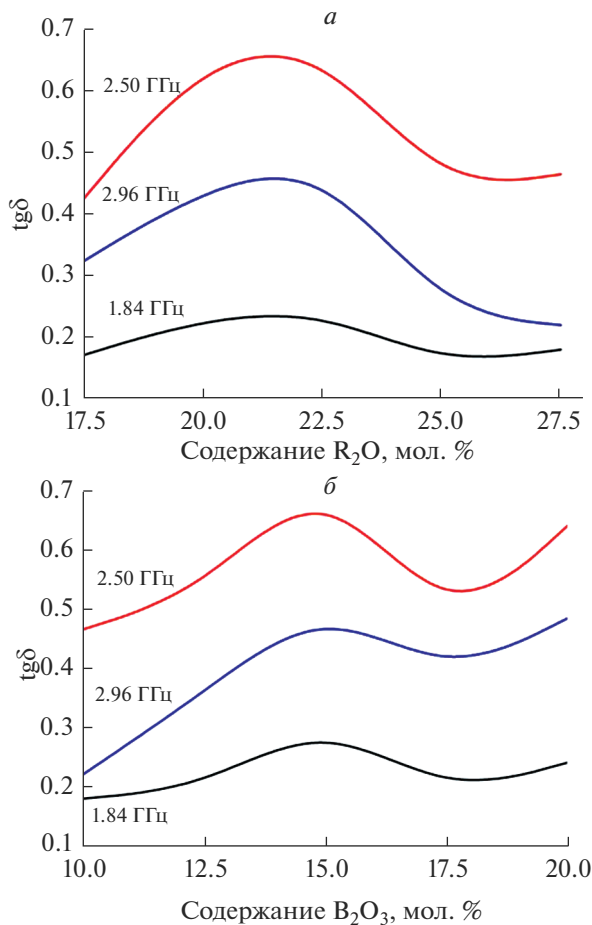 а
0.7
2.50 ГГц
0.6
0.5
2.96 ГГц
tgδ
0.4
0.3
1.84 ГГц
0.2
0.1
17.5 20.0 22.5 25.0 27.5
Содержание R₂O, мол. %
б
0.7
0.6
2.50 ГГц
0.5
tgδ
0.4
2.96 ГГц
0.3
0.2
1.84 ГГц
0.1
10.0 12.5 15.0 17.5 20.0
Содержание B₂O₃, мол. %